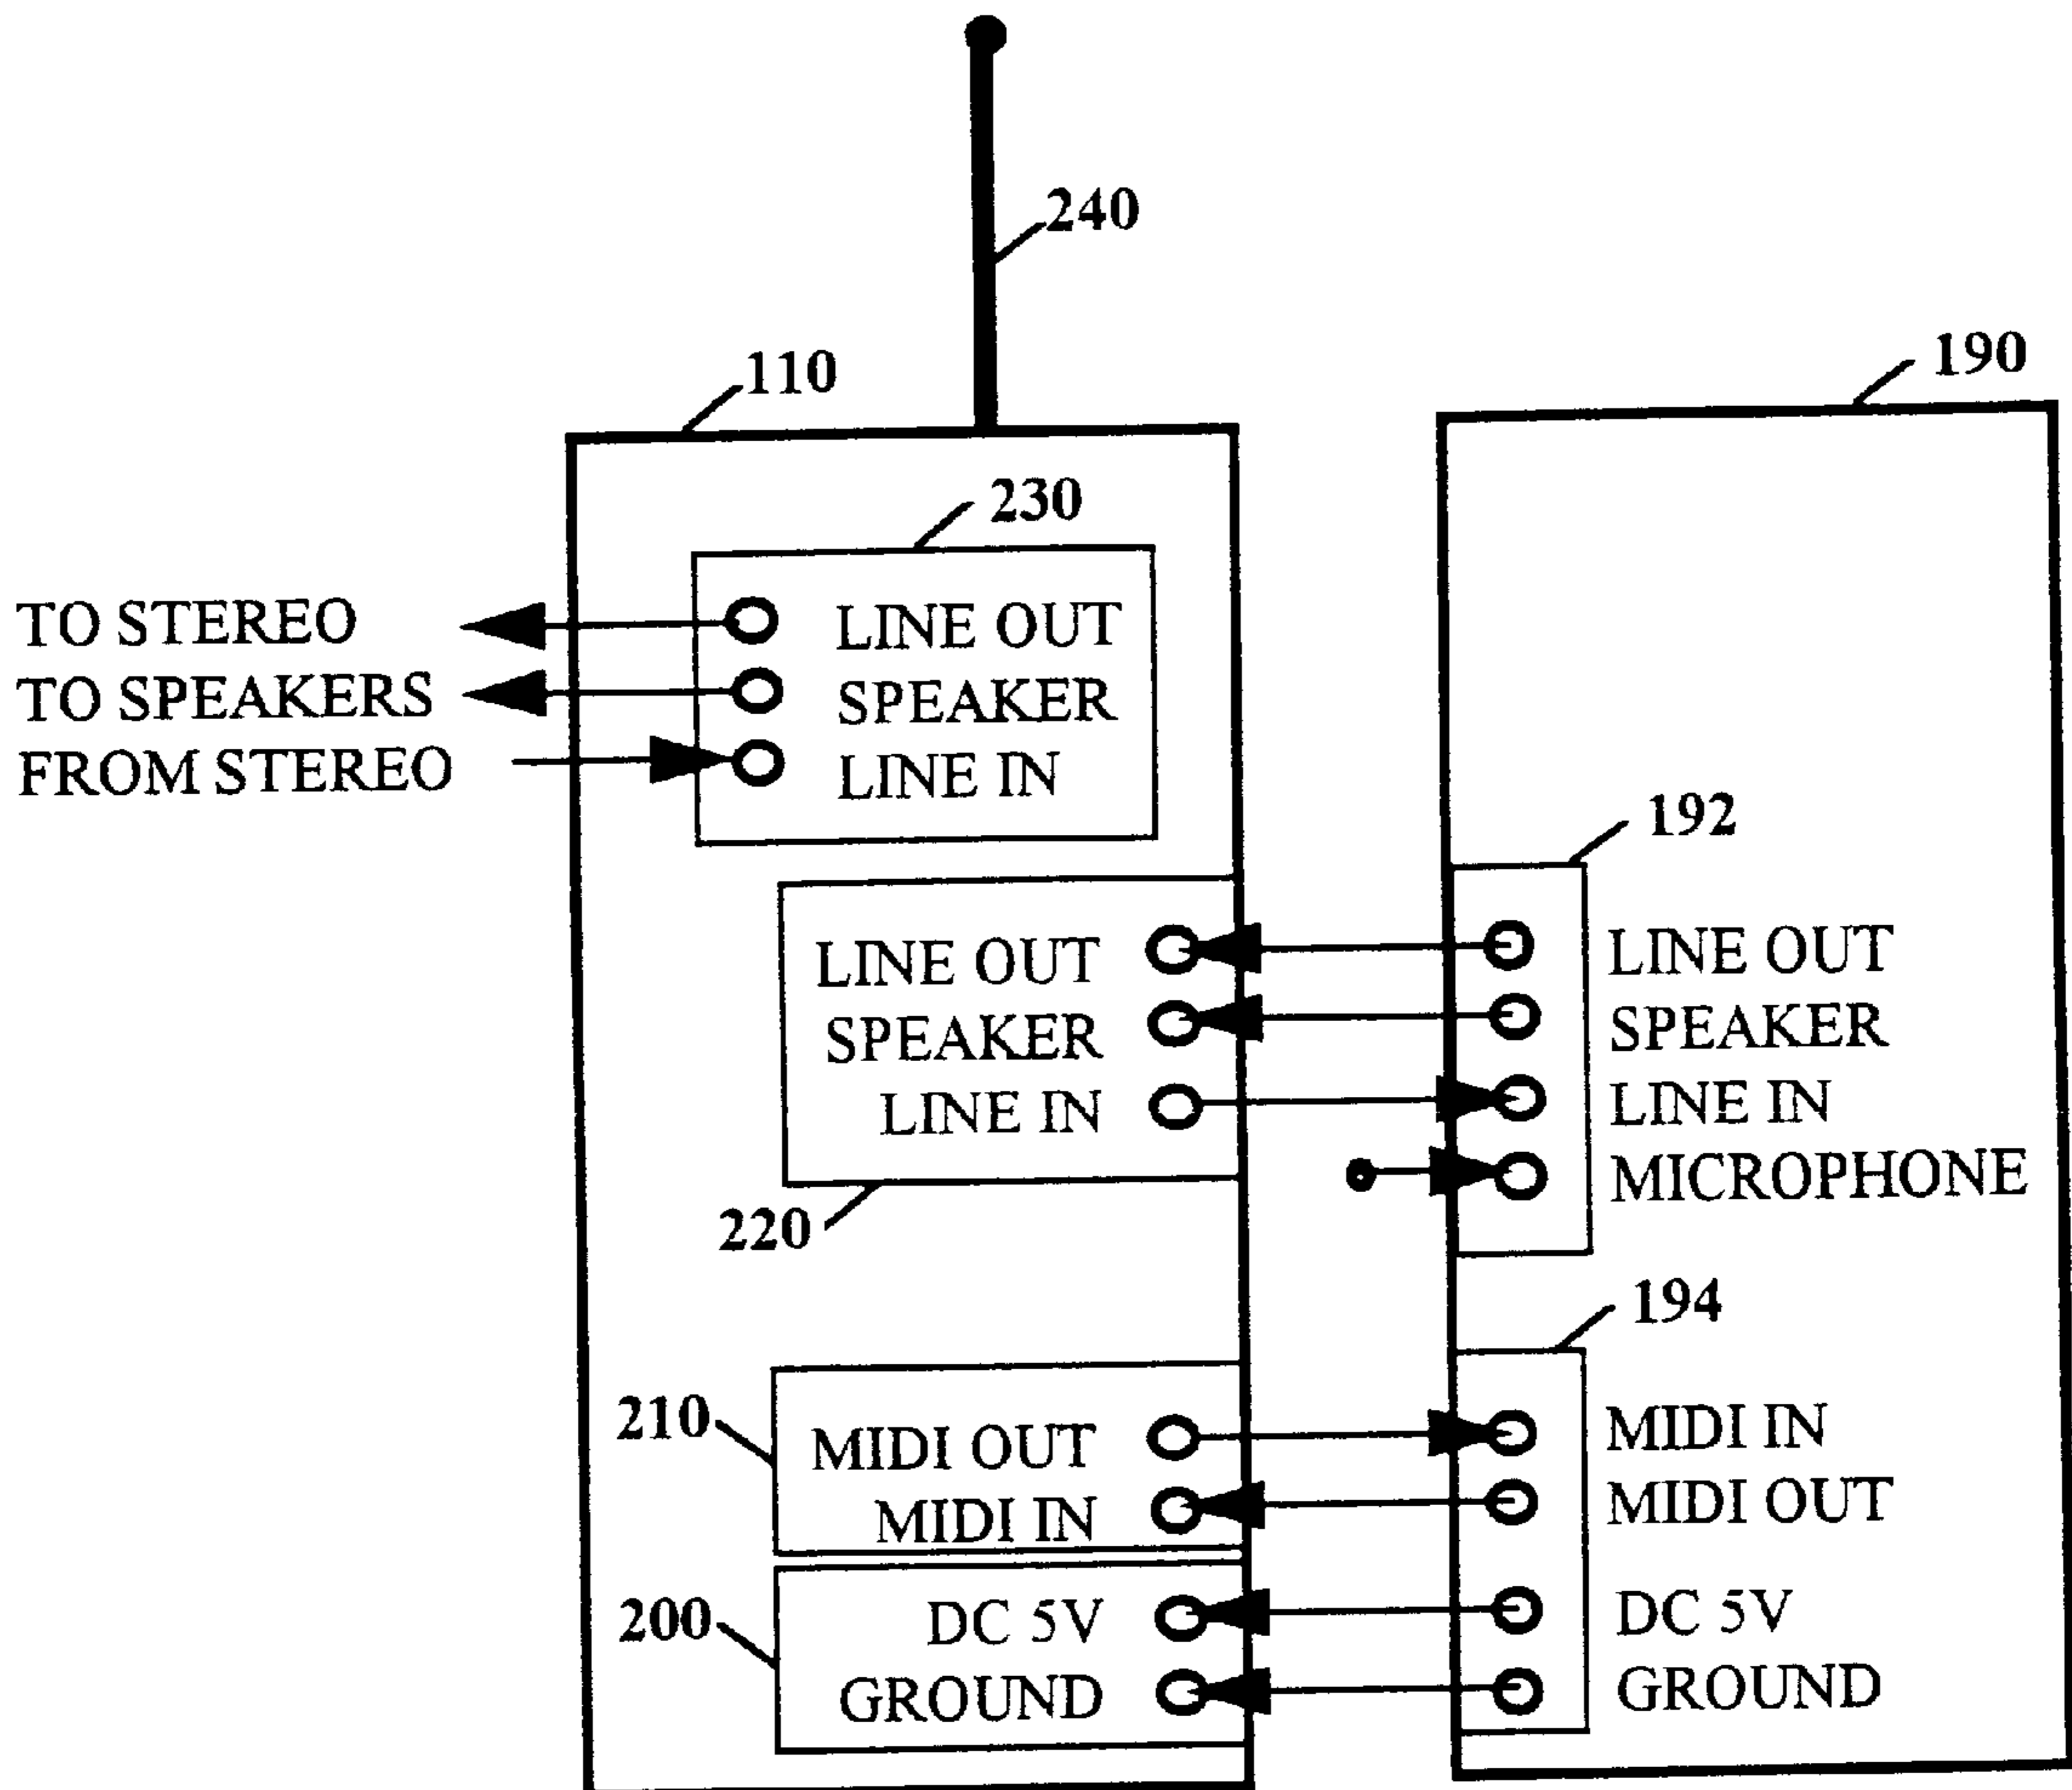 240
110
190
230
TO STEREO
TO SPEAKERS
FROM STEREO
LINE OUT
SPEAKER
LINE IN
192
LINE OUT
SPEAKER
LINE IN
LINE OUT
SPEAKER
LINE IN
MICROPHONE
220
194
210
MIDI OUT
MIDI IN
MIDI IN
MIDI OUT
200
DC 5V
GROUND
DC 5V
GROUND